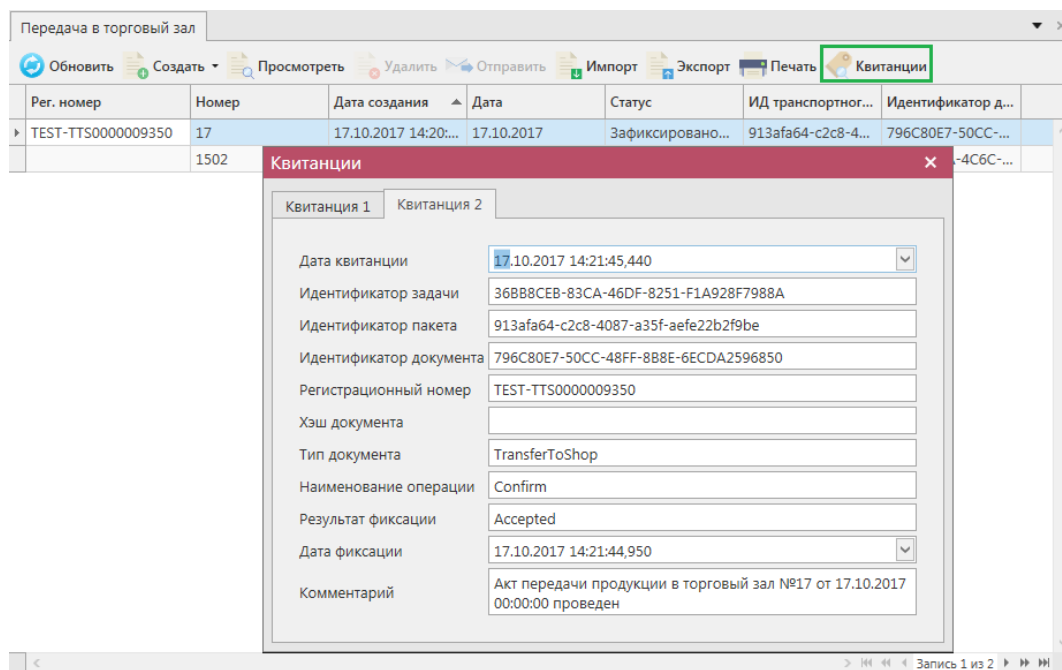 Передача в торговый зал
Обновить Создать Просмотреть Удалить Отправить Импорт Экспорт Печать Квитанции
Рег. номер Номер Дата создания Дата Статус ИД транспортног... Идентификатор д...
TEST-TTS0000009350 17 17.10.2017 14:20:... 17.10.2017 Зафиксировано... 913afa64-c2c8-4... 796C80E7-50CC-...
1502 -4C6C-...
Квитанции
Квитанция 1 Квитанция 2
Дата квитанции 17.10.2017 14:21:45,440
Идентификатор задачи 36BB8CEB-83CA-46DF-8251-F1A928F7988A
Идентификатор пакета 913afa64-c2c8-4087-a35f-aefe22b2f9be
Идентификатор документа 796C80E7-50CC-48FF-8B8E-6ECDA2596850
Регистрационный номер TEST-TTS0000009350
Хэш документа
Тип документа TransferToShop
Наименование операции Confirm
Результат фиксации Accepted
Дата фиксации 17.10.2017 14:21:44,950
Комментарий Акт передачи продукции в торговый зал №17 от 17.10.2017
00:00:00 проведен
Запись 1 из 2